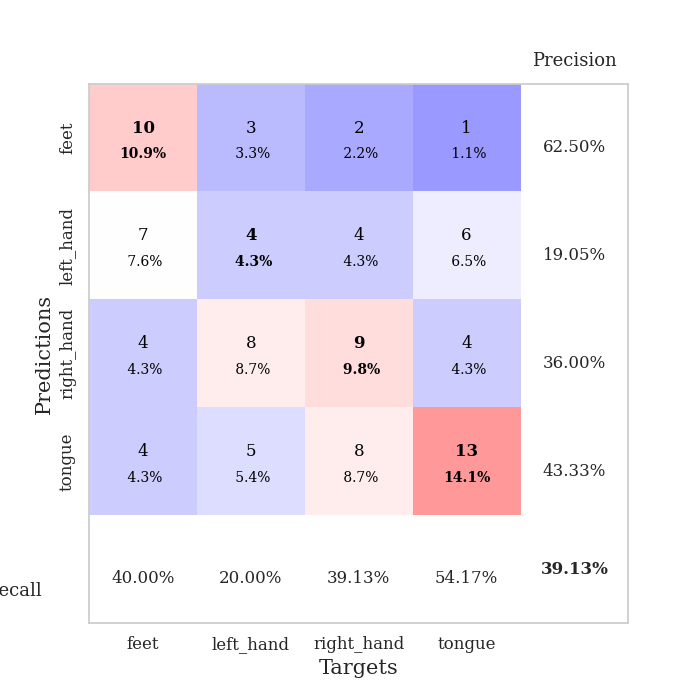 Precision
feet
10 3 2 1
10.9% 3.3% 2.2% 1.1%
62.50%
left_hand
7 4 4 6
7.6% 4.3% 4.3% 6.5%
19.05%
Predictions
right_hand
4 8 9 4
4.3% 8.7% 9.8% 4.3%
36.00%
tongue
4 5 8 13
4.3% 5.4% 8.7% 14.1%
43.33%
ecall
40.00% 20.00% 39.13% 54.17% 39.13%
feet left_hand right_hand tongue
Targets